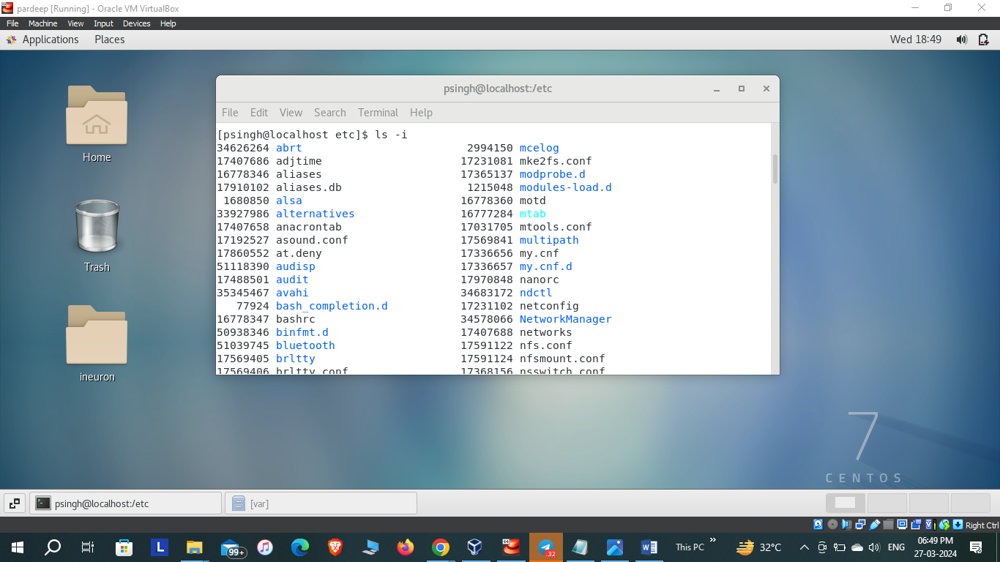 pardeep [Running] - Oracle VM VirtualBox
File Machine View Input Devices Help
Applications Places Wed 18:49
psingh@localhost:/etc
File Edit View Search Terminal Help
[psingh@localhost etc]$ ls -i
34626264 abrt 2994150 mcelog
17407686 adjtime 17231081 mke2fs.conf
16778346 aliases 17365137 modprobe.d
17910102 aliases.db 1215048 modules-load.d
1680850 alsa 16778360 motd
33927986 alternatives 16777284 mtab
17407658 anacrontab 17031705 mtools.conf
17192527 asound.conf 17569841 multipath
17860552 at.deny 17336656 my.cnf
51118390 audisp 17336657 my.cnf.d
17488501 audit 17970848 nanorc
35345467 avahi 34683172 ndctl
77924 bash_completion.d 17231102 netconfig
16778347 bashrc 34578066 NetworkManager
50938346 binfmt.d 17407688 networks
51039745 bluetooth 17591122 nfs.conf
17569405 brltty 17591124 nfsmount.conf
17569406 brltty.conf 17368156 nsswitch.conf
Home
Trash
ineuron
7
CENTOS
psingh@localhost:/etc [var]
Right Ctrl
L 99+ ..32 W This PC » 32°C ENG 06:49 PM
27-03-2024